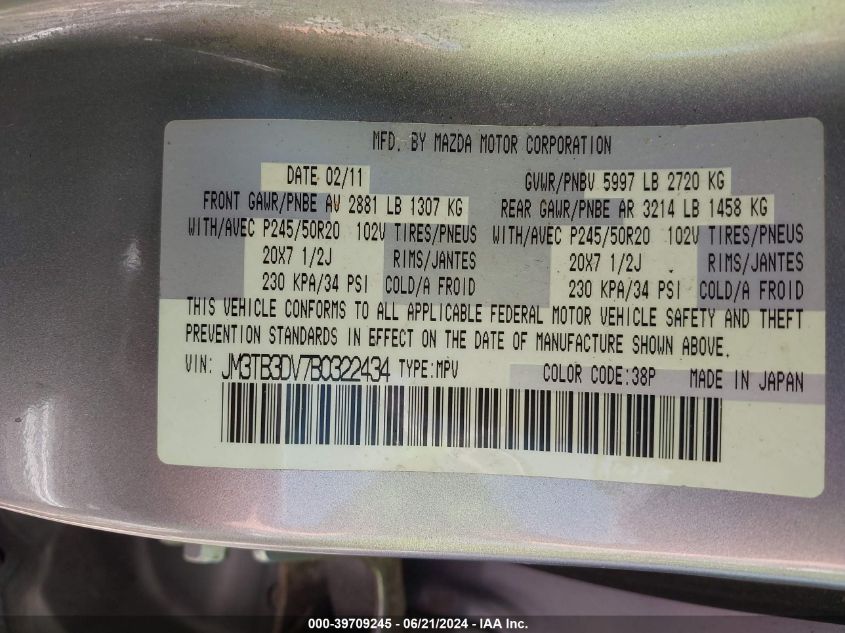 MFD. BY MAZDA MOTOR CORPORATION
DATE 02/11 GVWR/PNBV 5997 LB 2720 KG
FRONT GAWR/PNBE AV 2881 LB 1307 KG REAR GAWR/PNBE AR 3214 LB 1458 KG
WITH/AVEC P245/50R20 102V TIRES/PNEUS WITH/AVEC P245/50R20 102V TIRES/PNEUS
20X7 1/2J RIMS/JANTES 20X7 1/2J RIMS/JANTES
230 KPA/34 PSI COLD/A FROID 230 KPA/34 PSI COLD/A FROID
THIS VEHICLE CONFORMS TO ALL APPLICABLE FEDERAL MOTOR VEHICLE SAFETY AND THEFT
PREVENTION STANDARDS IN EFFECT ON THE DATE OF MANUFACTURE SHOWN ABOVE.
VIN: JM3TB3DV7B0322434 TYPE:MPV COLOR CODE:38P MADE IN JAPAN
000-39709245 - 06/21/2024 - IAA Inc.